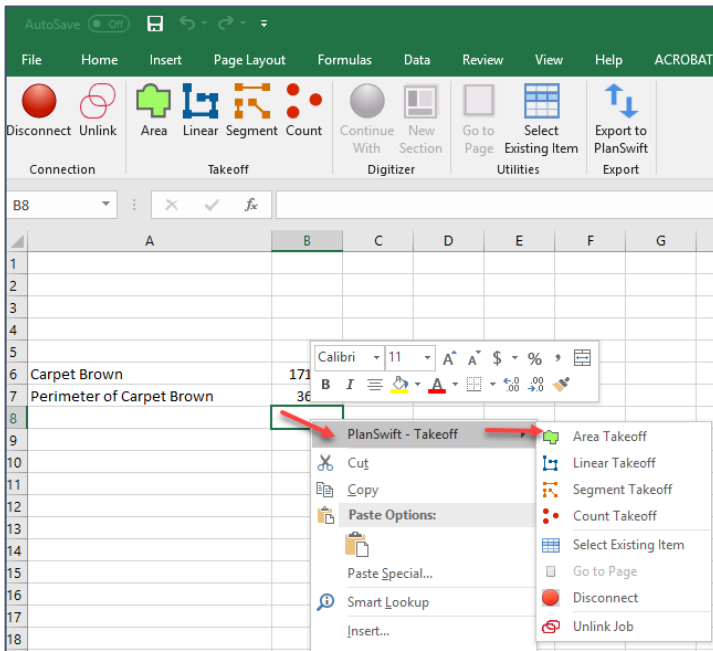 AutoSave Off
File Home Insert Page Layout Formulas Data Review View Help ACROBAT
Disconnect Unlink Area Linear Segment Count Continue With New Section Go to Page Select Existing Item Export to PlanSwift
Connection Takeoff Digitizer Utilities Export
B8 fx
A B C D E F G
1
2
3
4
5
6 Carpet Brown 171
7 Perimeter of Carpet Brown 36
8
9
10
11
12
13
14
15
16
17
18
Calibri 11 A A $ % ,
B I A .00 .00
PlanSwift - Takeoff
Cut
Copy
Paste Options:
Paste Special...
Smart Lookup
Insert...
Area Takeoff
Linear Takeoff
Segment Takeoff
Count Takeoff
Select Existing Item
Go to Page
Disconnect
Unlink Job